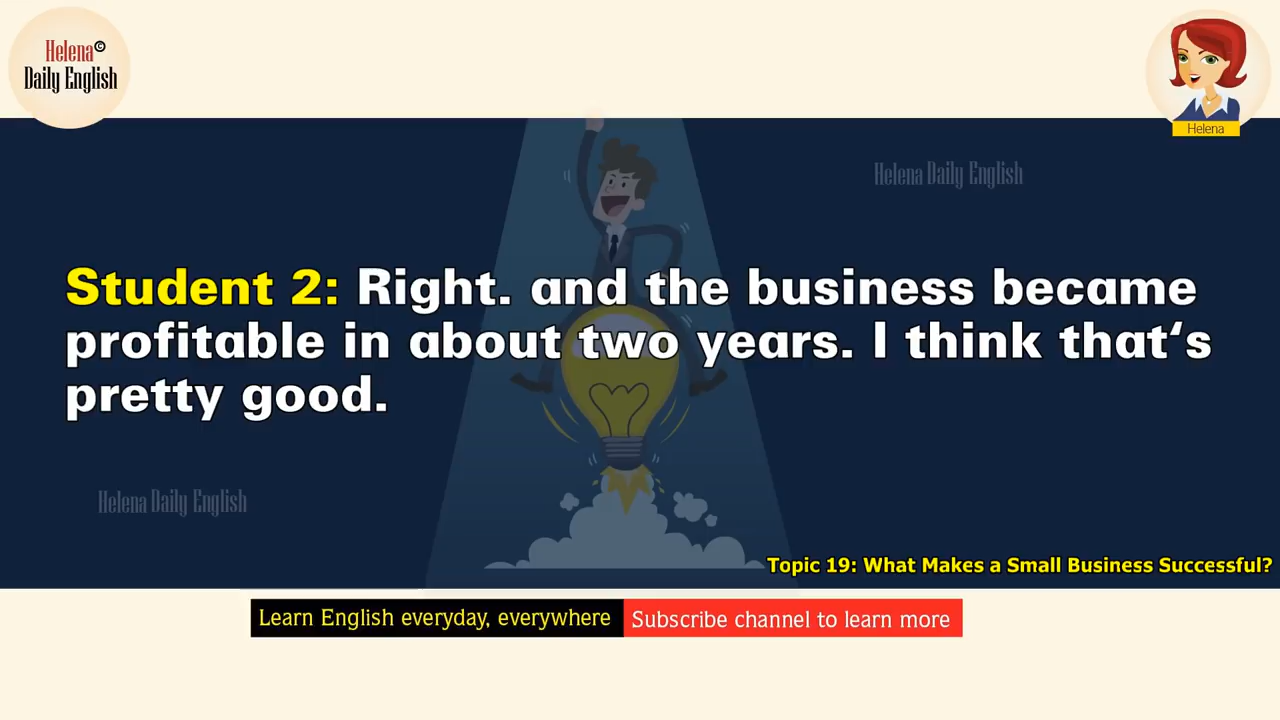 Helena©
Daily English
Helena
Helena Daily English
Student 2: Right. and the business became
profitable in about two years. I think that‘s
pretty good.
Helena Daily English
Topic 19: What Makes a Small Business Successful?
Learn English everyday, everywhere
Subscribe channel to learn more